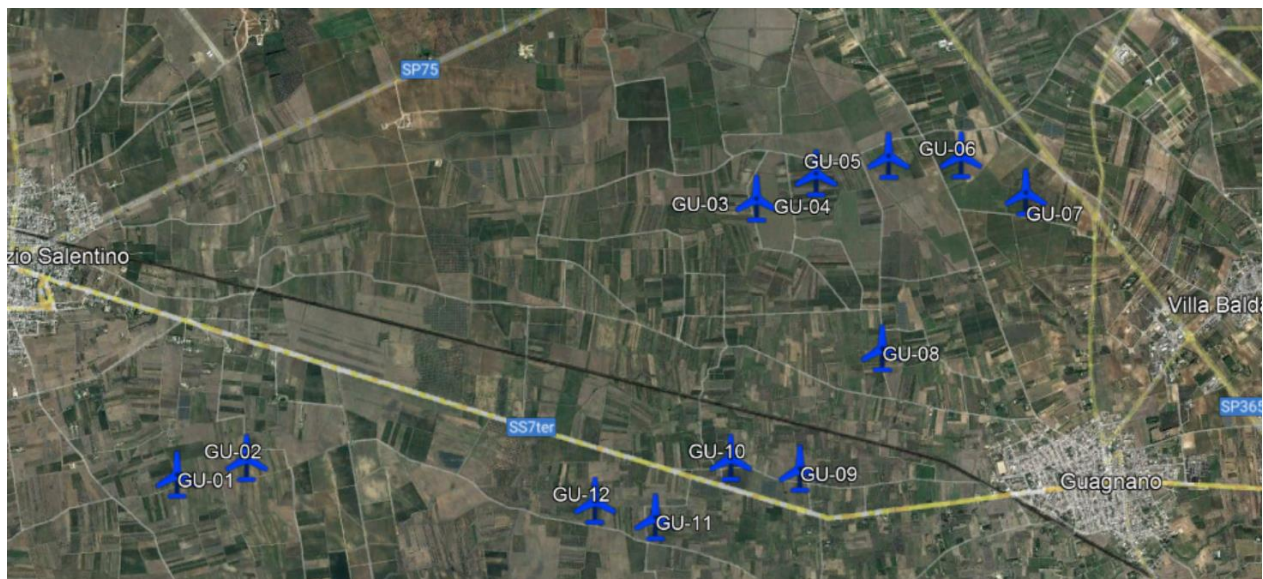 SP75
GU-05
GU-06
GU-03
GU-04
GU-07
zio Salentino
Villa Balda
GU-08
SP365
SS7ter
GU-02
GU-10
GU-01
GU-09
Guagnano
GU-12
GU-11